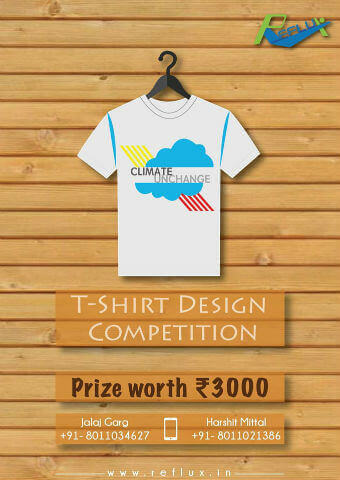 REFLUX
CLIMATE
UNCHANGE
T-Shirt Design
Competition
Prize worth ₹3000
Jalaj Garg
+91- 8011034627
Harshit Mittal
+91- 8011021386
www.reflux.in